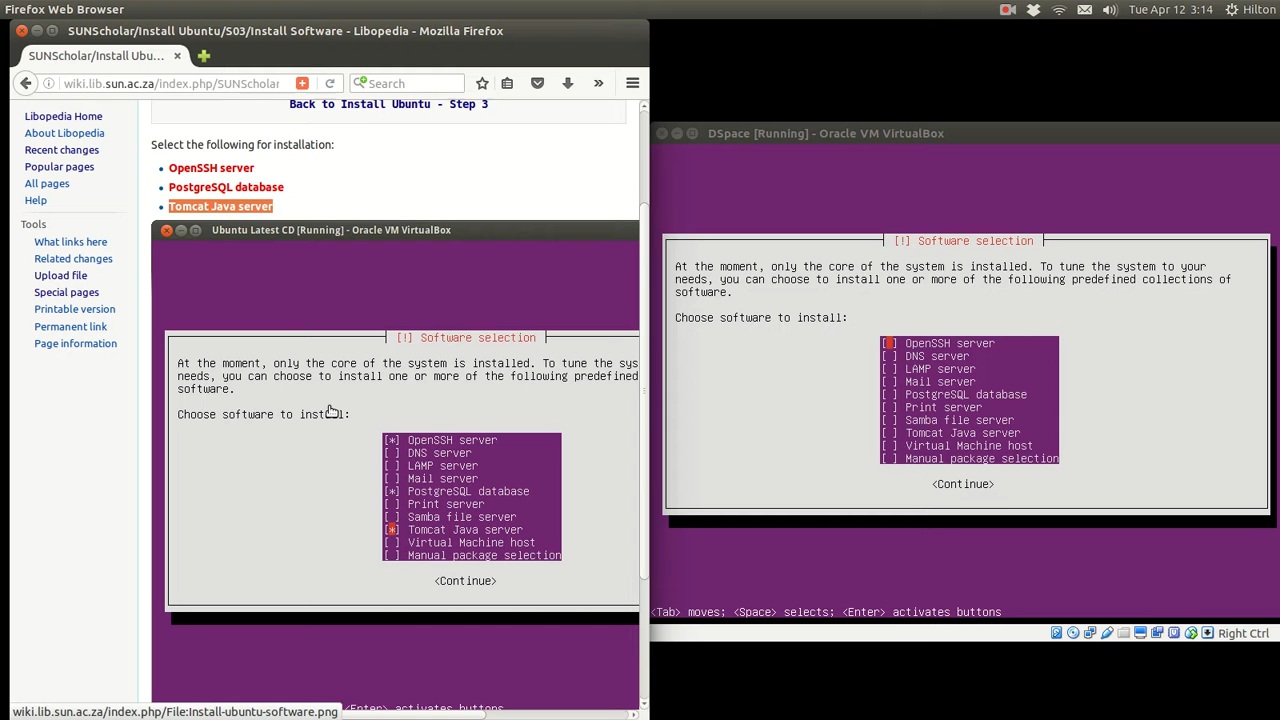 Firefox Web Browser
Tue Apr 12 3:14
Hilton
SUNScholar/Install Ubuntu/S03/Install Software - Libopedia - Mozilla Firefox
SUNScholar/Install Ubu...
wiki.lib.sun.ac.za/index.php/SUNScholar
Search
Libopedia Home
About Libopedia
Recent changes
Popular pages
All pages
Help
Tools
What links here
Related changes
Upload file
Special pages
Printable version
Permanent link
Page information
Back to Install Ubuntu - Step 3
Select the following for installation:
OpenSSH server
PostgreSQL database
Tomcat Java server
Ubuntu Latest CD [Running] - Oracle VM VirtualBox
[!] Software selection
At the moment, only the core of the system is installed. To tune the sys
needs, you can choose to install one or more of the following predefined
software.
Choose software to install:
[*] OpenSSH server
[ ] DNS server
[ ] LAMP server
[ ] Mail server
[*] PostgreSQL database
[ ] Print server
[ ] Samba file server
[*] Tomcat Java server
[ ] Virtual Machine host
[ ] Manual package selection
<Continue>
<Enter> activates buttons
wiki.lib.sun.ac.za/index.php/File:Install-ubuntu-software.png
DSpace [Running] - Oracle VM VirtualBox
[!] Software selection
At the moment, only the core of the system is installed. To tune the system to your
needs, you can choose to install one or more of the following predefined collections of
software.
Choose software to install:
[ ] OpenSSH server
[ ] DNS server
[ ] LAMP server
[ ] Mail server
[ ] PostgreSQL database
[ ] Print server
[ ] Samba file server
[ ] Tomcat Java server
[ ] Virtual Machine host
[ ] Manual package selection
<Continue>
<Tab> moves; <Space> selects; <Enter> activates buttons
Right Ctrl